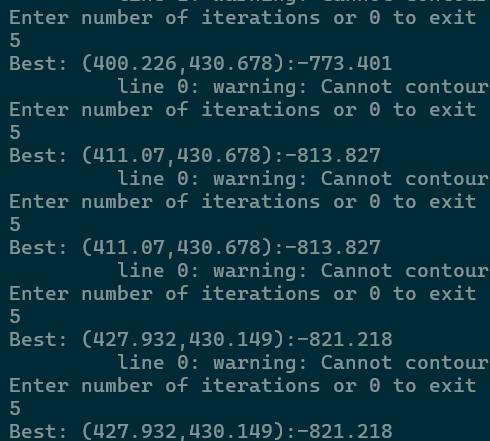 line 0: warning: Cannot contour
Enter number of iterations or 0 to exit
5
Best: (400.226,430.678):-773.401
line 0: warning: Cannot contour
Enter number of iterations or 0 to exit
5
Best: (411.07,430.678):-813.827
line 0: warning: Cannot contour
Enter number of iterations or 0 to exit
5
Best: (411.07,430.678):-813.827
line 0: warning: Cannot contour
Enter number of iterations or 0 to exit
5
Best: (427.932,430.149):-821.218
line 0: warning: Cannot contour
Enter number of iterations or 0 to exit
5
Best: (427.932,430.149):-821.218